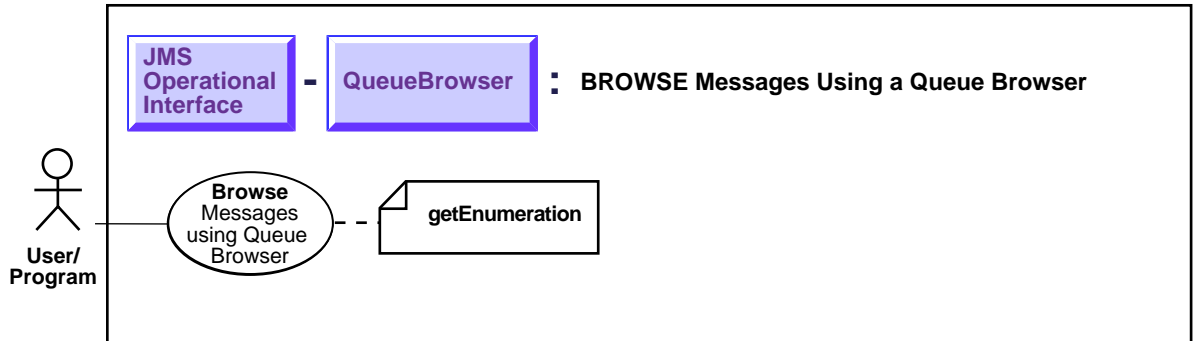 JMS
Operational
Interface
-
QueueBrowser
:
BROWSE Messages Using a Queue Browser
Browse
Messages
using Queue
Browser
getEnumeration
User/
Program